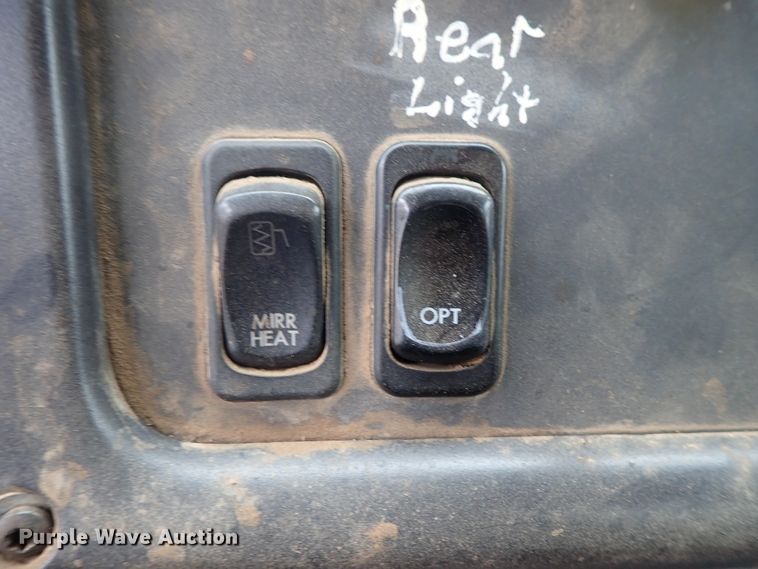 Rear
Light
MIRR
HEAT
OPT
Purple Wave Auction